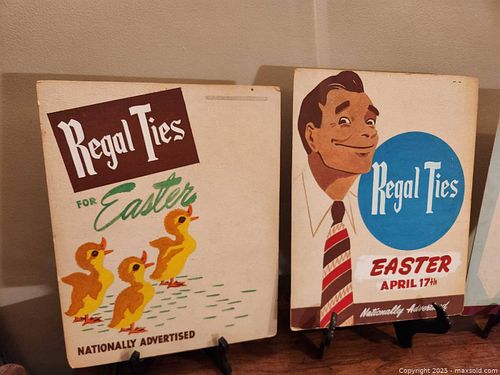 Regal Ties
FOR Easter
NATIONALLY ADVERTISED
Regal Ties
EASTER
APRIL 17th
Nationally Advertised
Copyright 2025 - maxsold.com